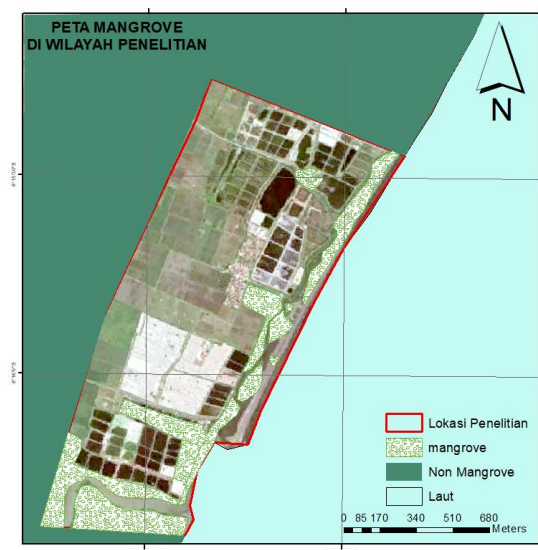 PETA MANGROVE
DI WILAYAH PENELITIAN
N
Lokasi Penelitian
mangrove
Non Mangrove
Laut
0 85 170 340 510 680
Meters